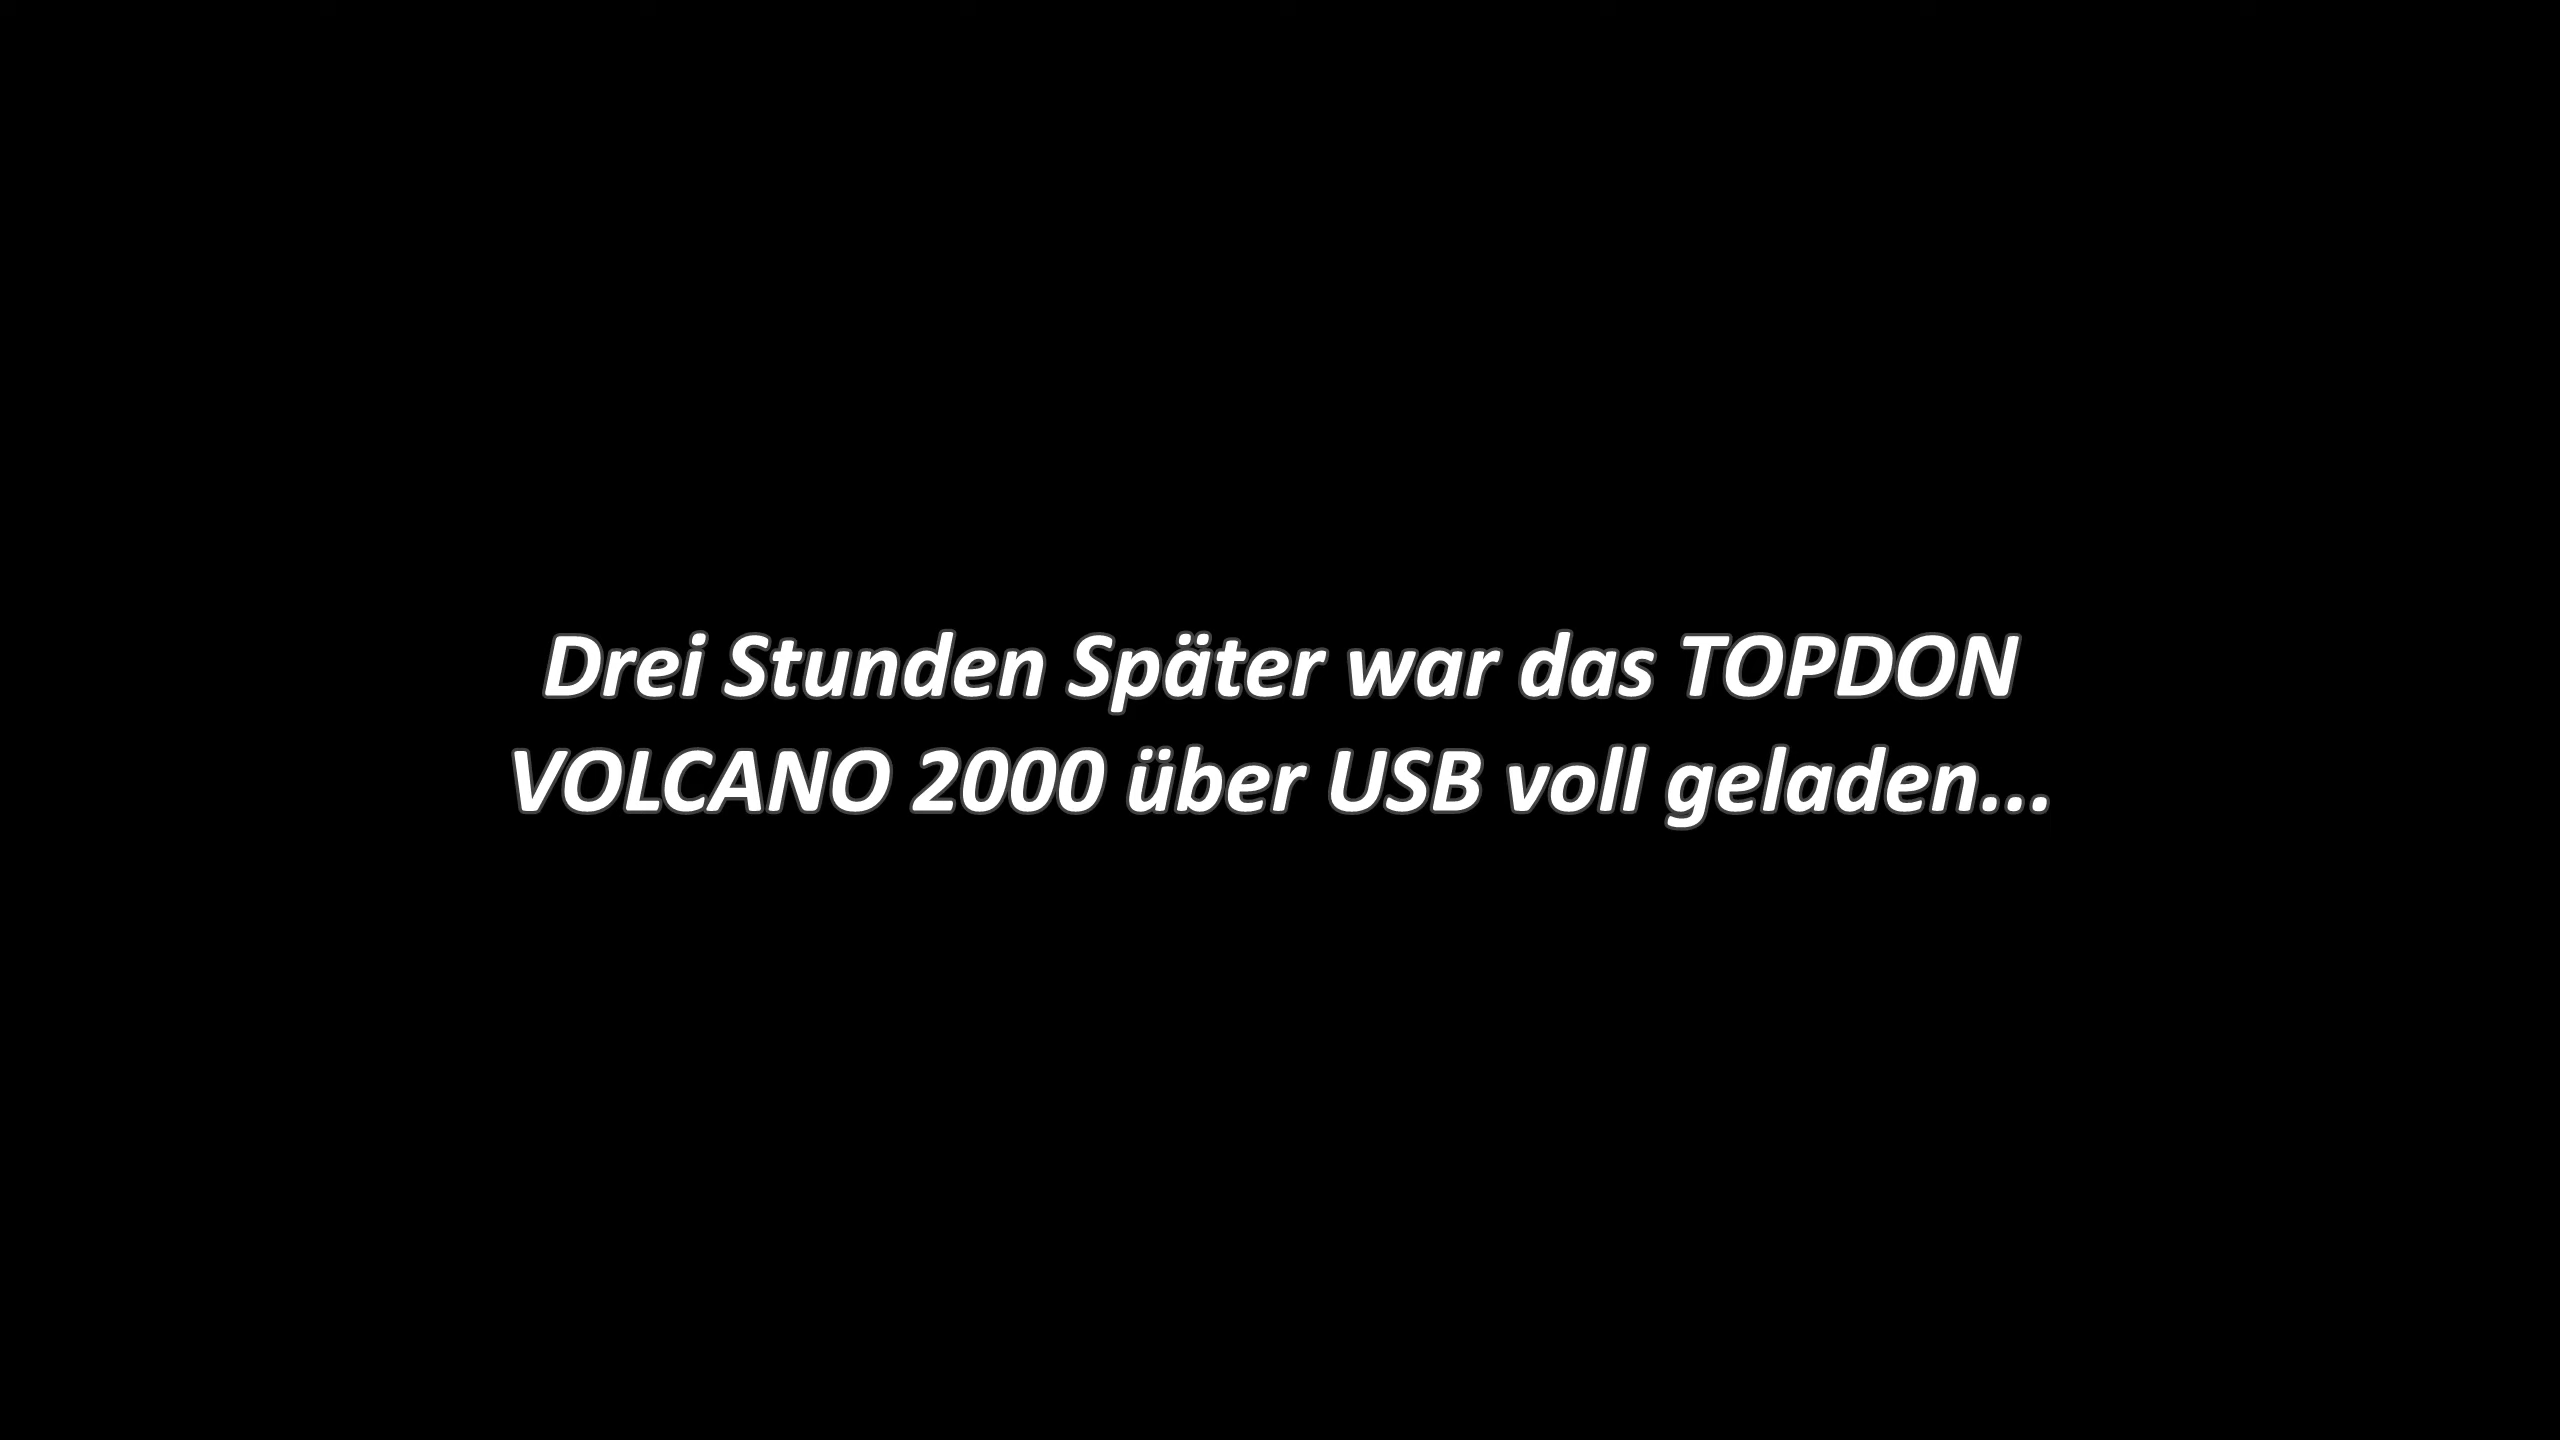 Drei Stunden Später war das TOPDON
VOLCANO 2000 über USB voll geladen...